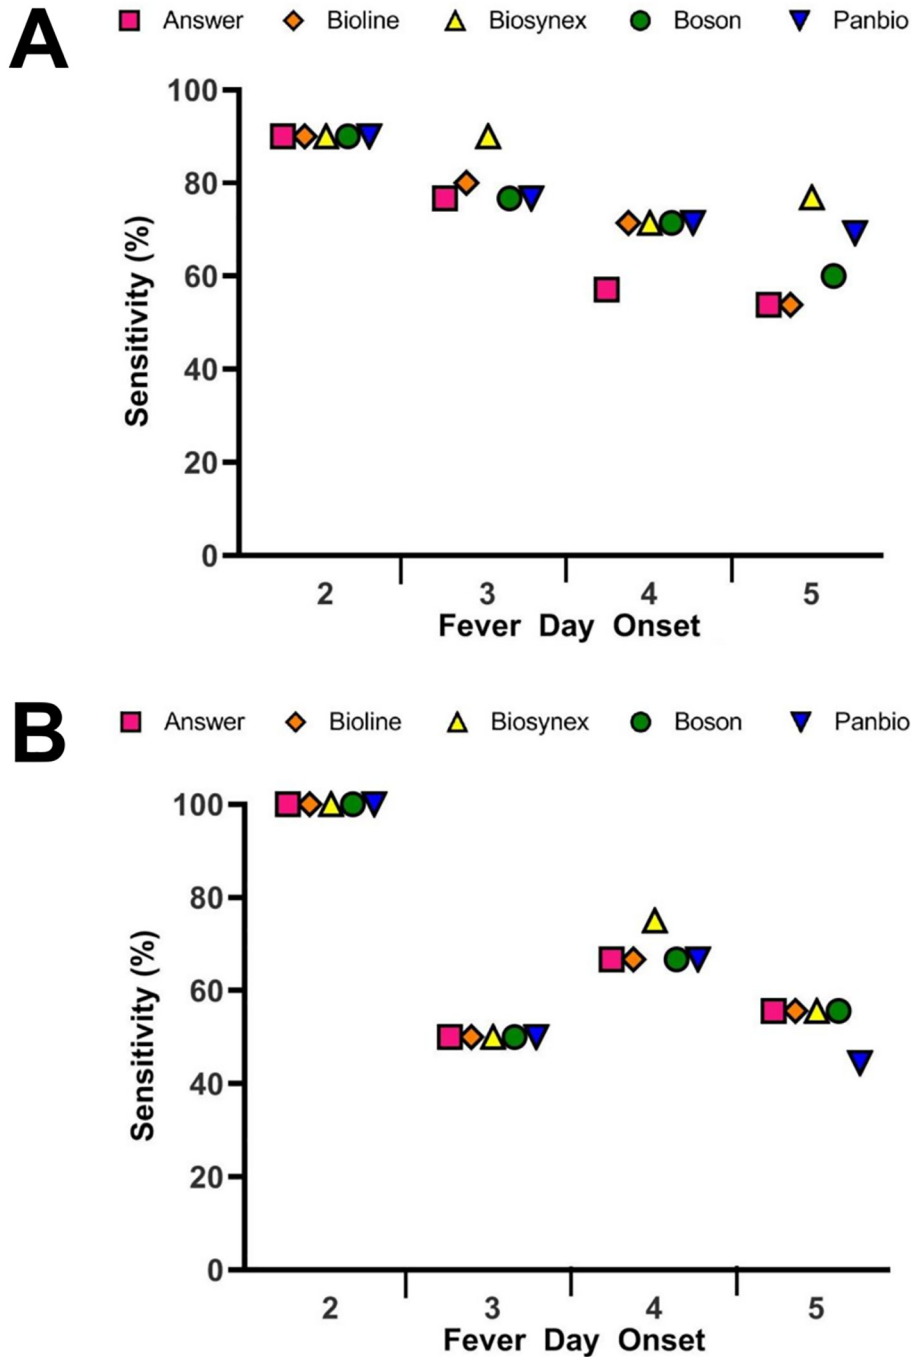 A
Answer Bioline Biosynex Boson Panbio
100
80
60
40
20
0
Sensitivity (%)
2 3 4 5
Fever Day Onset
B
Answer Bioline Biosynex Boson Panbio
100
80
60
40
20
0
Sensitivity (%)
2 3 4 5
Fever Day Onset